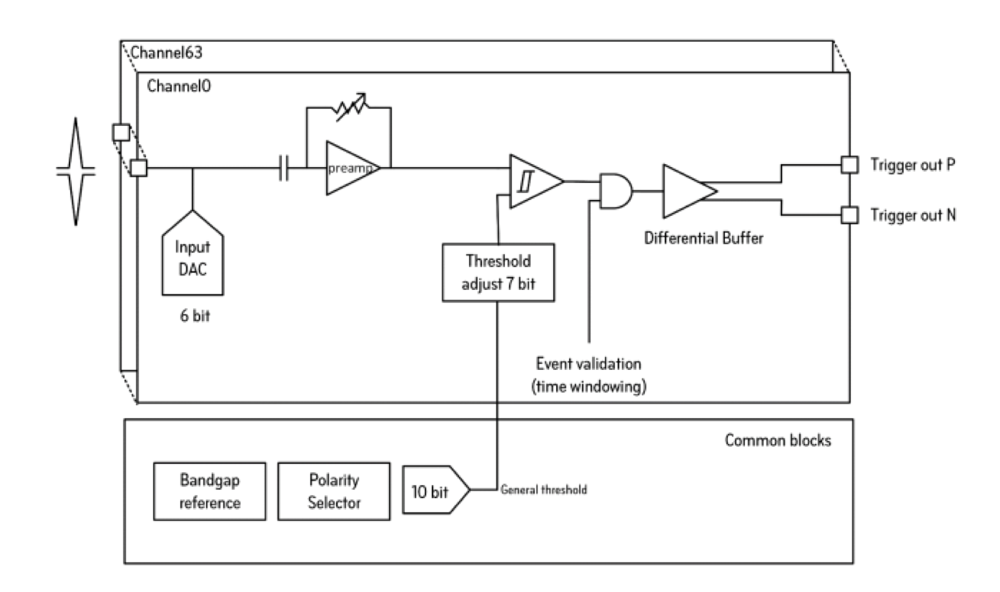 Channel63
Channel0
preamp
Trigger out P
Trigger out N
Differential Buffer
Input
DAC
6 bit
Threshold
adjust 7 bit
Event validation
(time windowing)
Common blocks
Bandgap
reference
Polarity
Selector
10 bit
General threshold